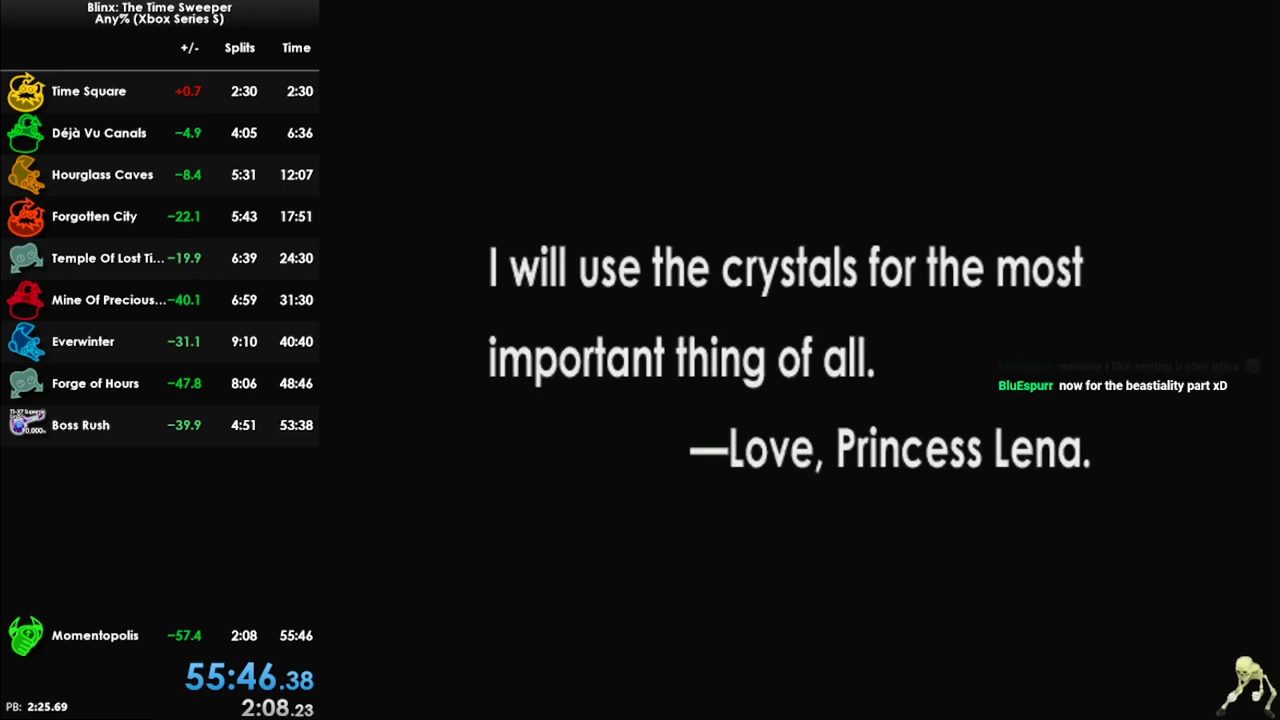 Blinx: The Time Sweeper
Any% (Xbox Series S)
+/- Splits Time
Time Square +0.7 2:30 2:30
Déjà Vu Canals −4.9 4:05 6:36
Hourglass Caves −8.4 5:31 12:07
Forgotten City −22.1 5:43 17:51
Temple Of Lost Ti... −19.9 6:39 24:30
Mine Of Precious... −40.1 6:59 31:30
Everwinter −31.1 9:10 40:40
Forge of Hours −47.8 8:06 48:46
Boss Rush −39.9 4:51 53:38
Momentopolis −57.4 2:08 55:46
55:46.38
PB: 2:25.69 2:08.23
I will use the crystals for the most
important thing of all.
—Love, Princess Lena.
BluEspurr now for the beastiality part xD